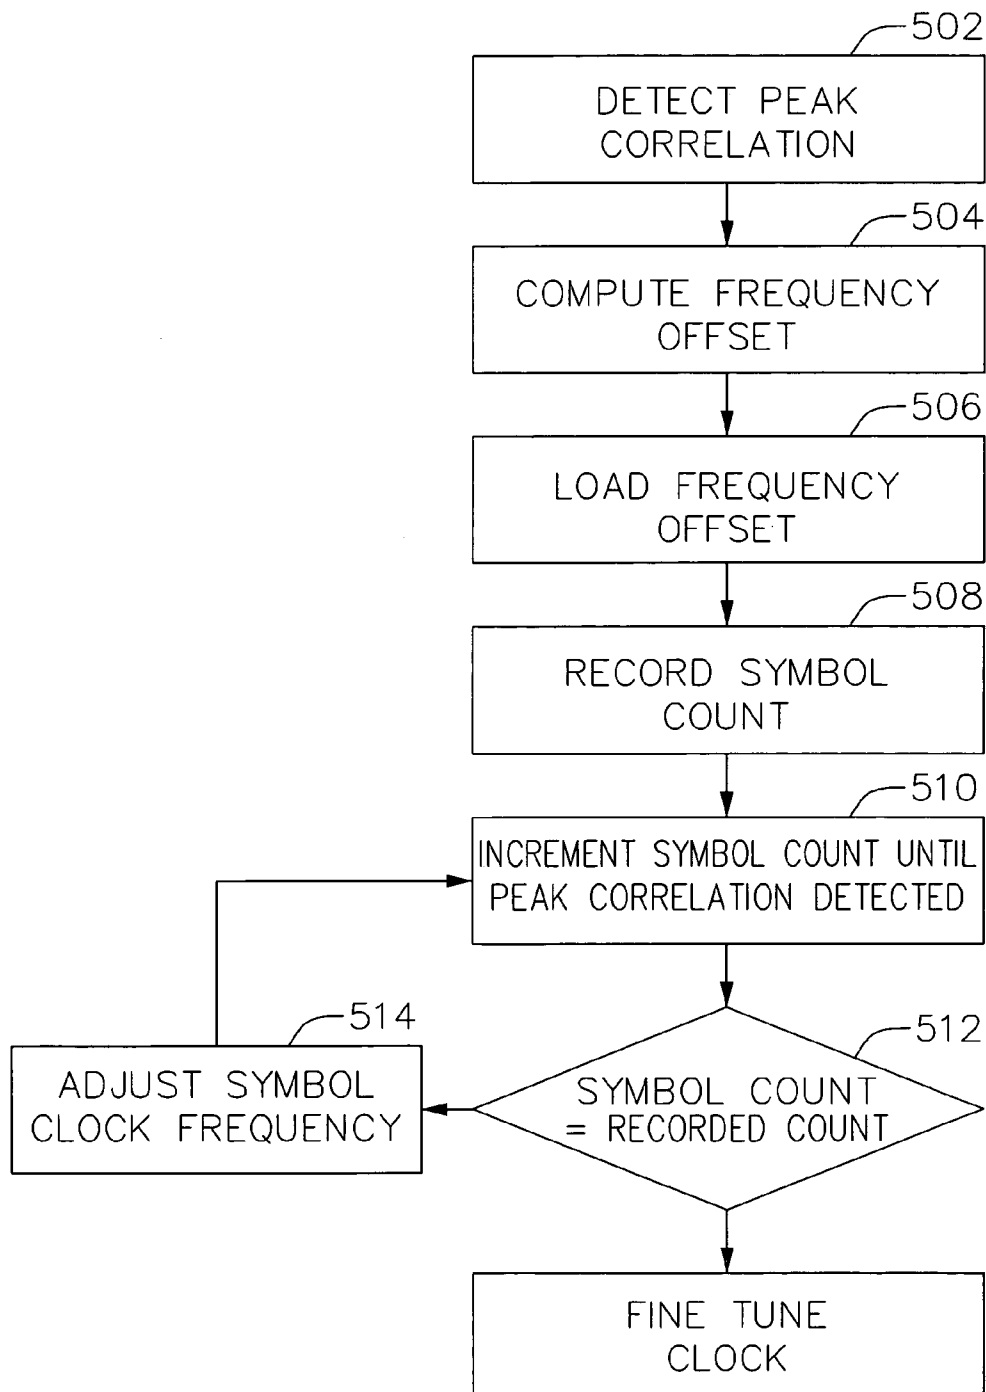 502
DETECT PEAK
CORRELATION
504
COMPUTE FREQUENCY
OFFSET
506
LOAD FREQUENCY
OFFSET
508
RECORD SYMBOL
COUNT
510
INCREMENT SYMBOL COUNT UNTIL
PEAK CORRELATION DETECTED
512
SYMBOL COUNT
= RECORDED COUNT
514
ADJUST SYMBOL
CLOCK FREQUENCY
FINE TUNE
CLOCK